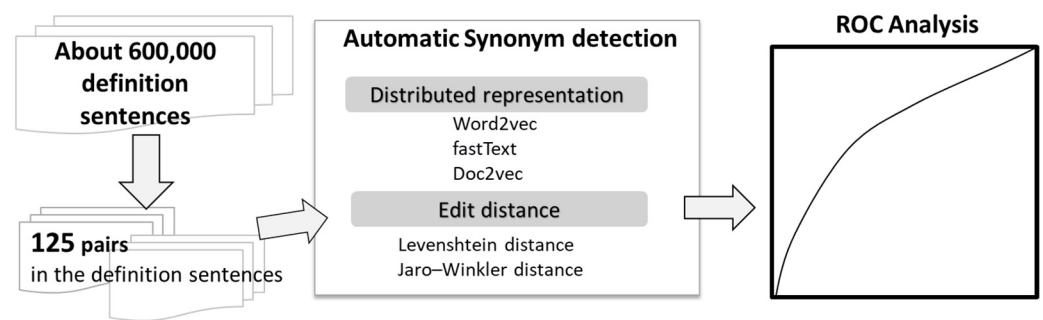 About 600,000
definition
sentences
125 pairs
in the definition sentences
Automatic Synonym detection
Distributed representation
Word2vec
fastText
Doc2vec
Edit distance
Levenshtein distance
Jaro–Winkler distance
ROC Analysis